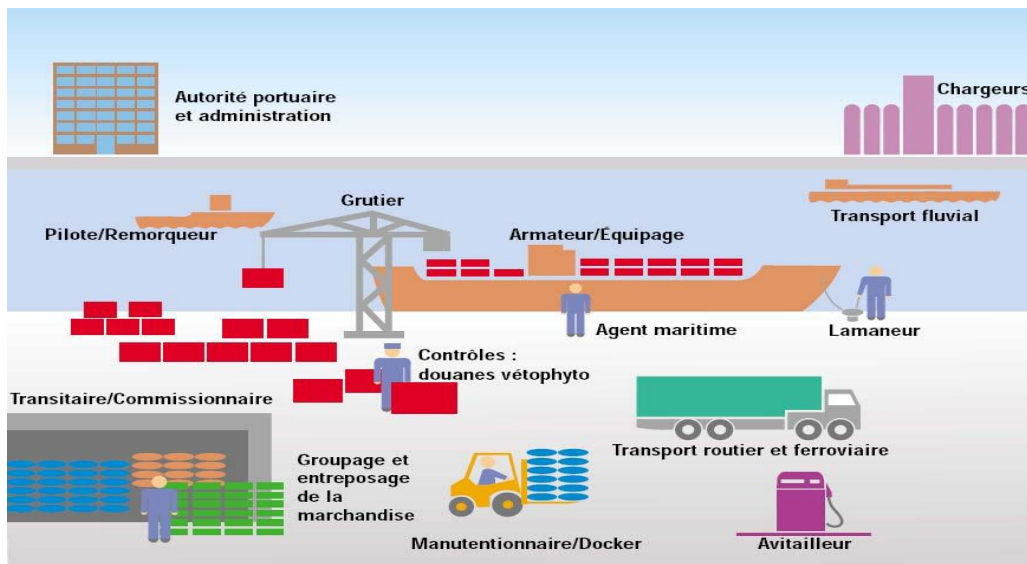 Autorité portuaire
et administration
Chargeurs
Grutier
Pilote/Remorqueur
Armateur/Équipage
Transport fluvial
Agent maritime
Lamaneur
Contrôles :
douanes vétophyto
Transitaire/Commissionnaire
Transport routier et ferroviaire
Groupage et
entreposage
de la
marchandise
Manutentionnaire/Docker
Avitailleur